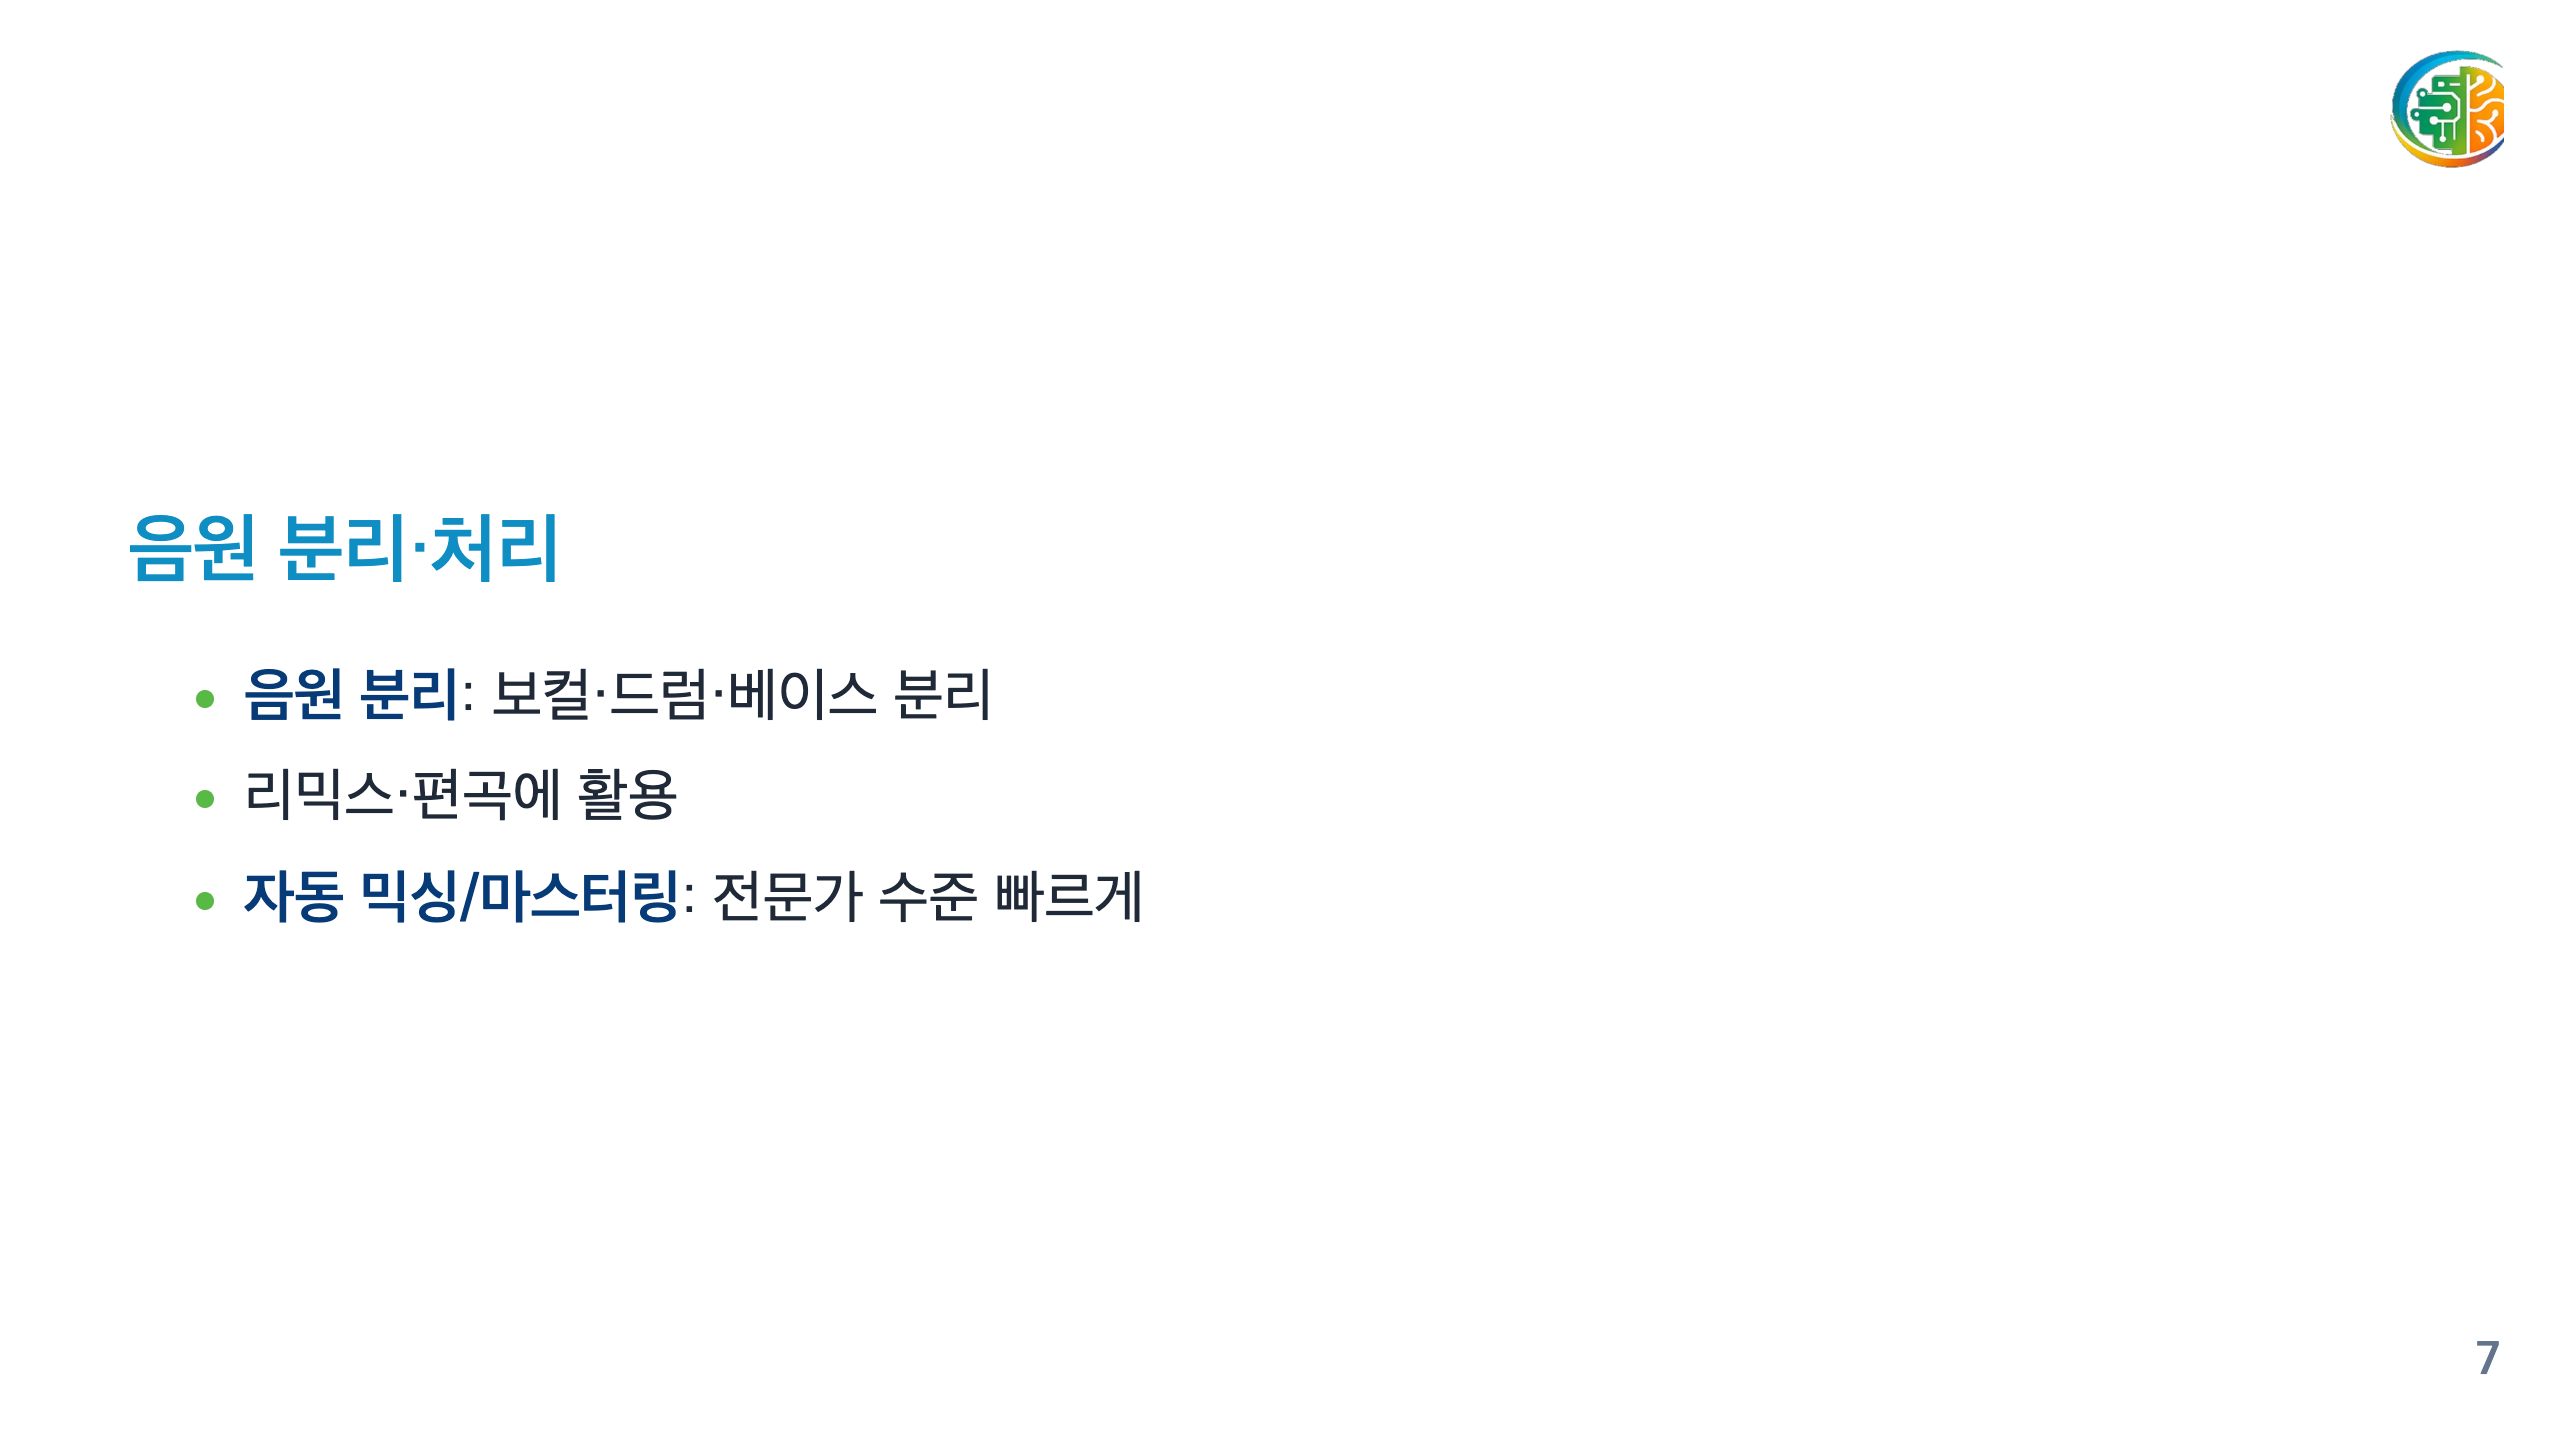 음원 분리·처리
• 음원 분리: 보컬·드럼·베이스 분리
• 리믹스·편곡에 활용
• 자동 믹싱/마스터링: 전문가 수준 빠르게
7